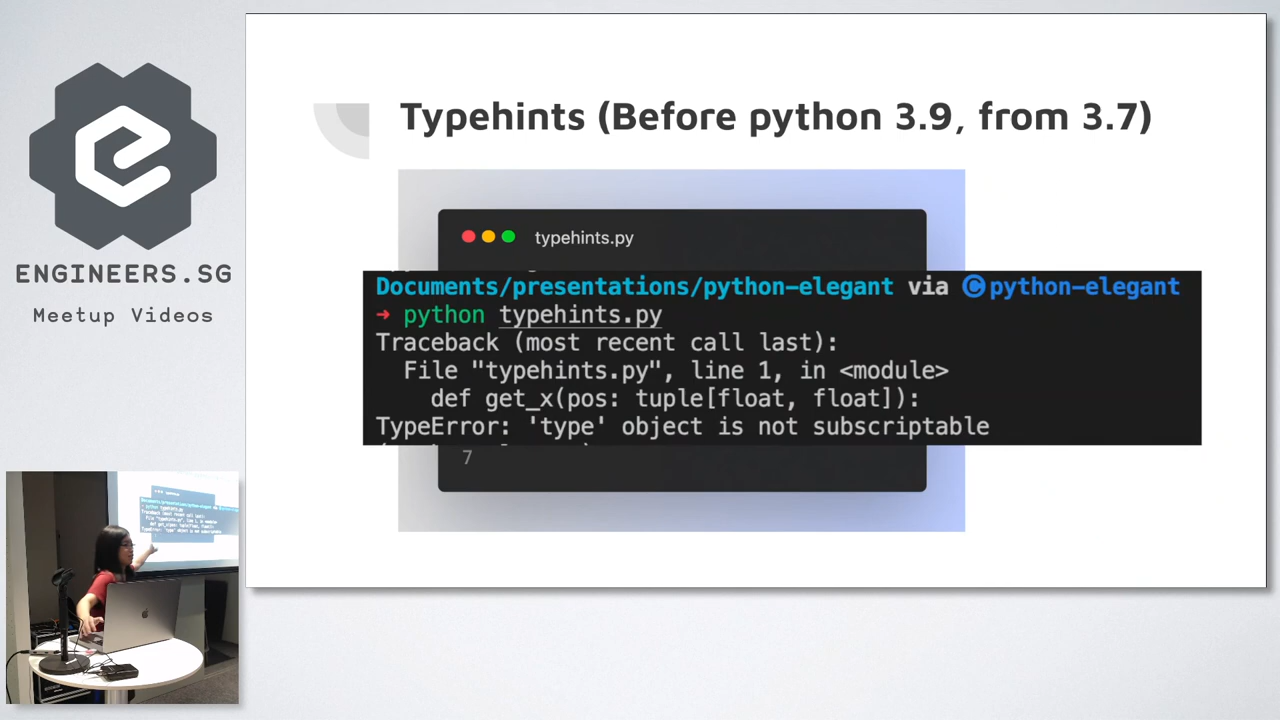 ENGINEERS.SG
Meetup Videos
Typehints (Before python 3.9, from 3.7)
typehints.py
Documents/presentations/python-elegant via C python-elegant
➜ python typehints.py
Traceback (most recent call last):
File "typehints.py", line 1, in <module>
def get_x(pos: tuple[float, float]):
TypeError: 'type' object is not subscriptable
7